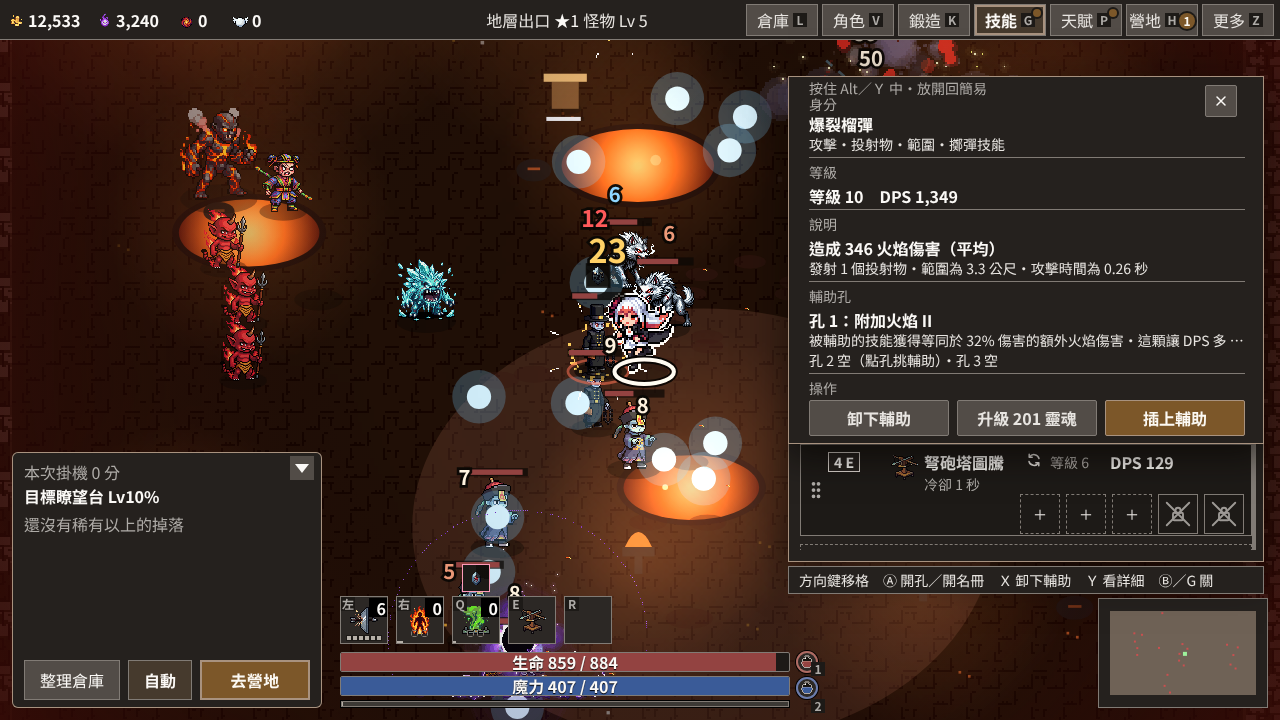 12,533 3,240 0 0
地層出口 ★1 怪物 Lv 5
倉庫 L 角色 V 鍛造 K 技能 G 天賦 P 營地 H 1 更多 Z
50
按住 Alt／Y 中・放開回簡易
身分
爆裂榴彈
攻擊・投射物・範圍・擲彈技能
等級
等級 10 DPS 1,349
說明
造成 346 火焰傷害（平均）
發射 1 個投射物・範圍為 3.3 公尺・攻擊時間為 0.26 秒
輔助孔
孔 1：附加火焰 II
被輔助的技能獲得等同於 32% 傷害的額外火焰傷害・這顆讓 DPS 多 …
孔 2 空（點孔挑輔助）・孔 3 空
操作
卸下輔助 升級 201 靈魂 插上輔助
4 E 弩砲塔圖騰 等級 6 DPS 129
冷卻 1 秒
+ + +
方向鍵移格 Ⓐ 開孔／開名冊 X 卸下輔助 Y 看詳細 Ⓑ／G 關
6
12
6
23
9
8
7
5
8
本次掛機 0 分
目標瞭望台 Lv10%
還沒有稀有以上的掉落
整理倉庫 自動 去營地
左 6 右 0 Q 0 E R
生命 859 / 884
1
魔力 407 / 407
2